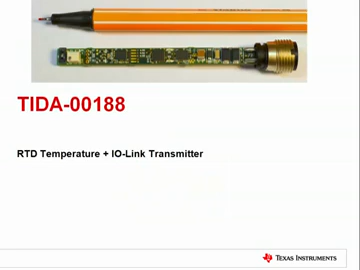 TIDA-00188
RTD Temperature + IO-Link Transmitter
TEXAS INSTRUMENTS